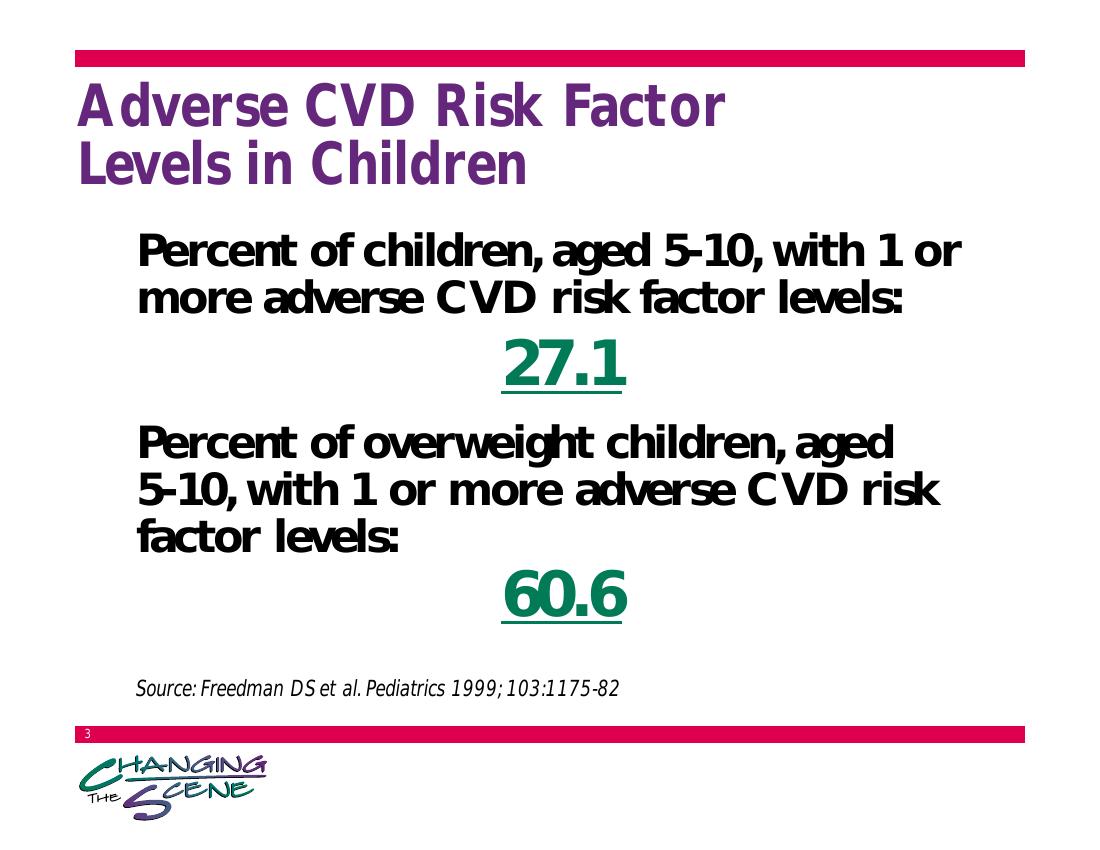 Adverse CVD Risk Factor
Levels in Children
Percent of children, aged 5-10, with 1 or
more adverse CVD risk factor levels:
27.1
Percent of overweight children, aged
5-10, with 1 or more adverse CVD risk
factor levels:
60.6
Source: Freedman DS et al. Pediatrics 1999; 103:1175-82
3
CHANGING
THE SCENE